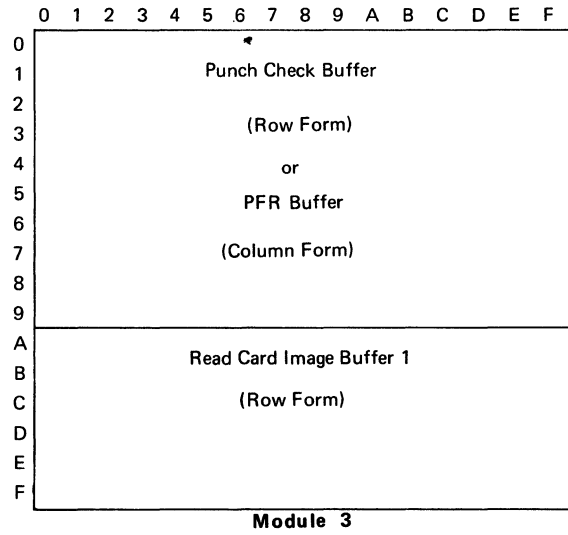 0 1 2 3 4 5 6 7 8 9 A B C D E F
0
1 Punch Check Buffer
2
3 (Row Form)
4 or
5 PFR Buffer
6
7 (Column Form)
8
9
A Read Card Image Buffer 1
B
C (Row Form)
D
E
F
Module 3